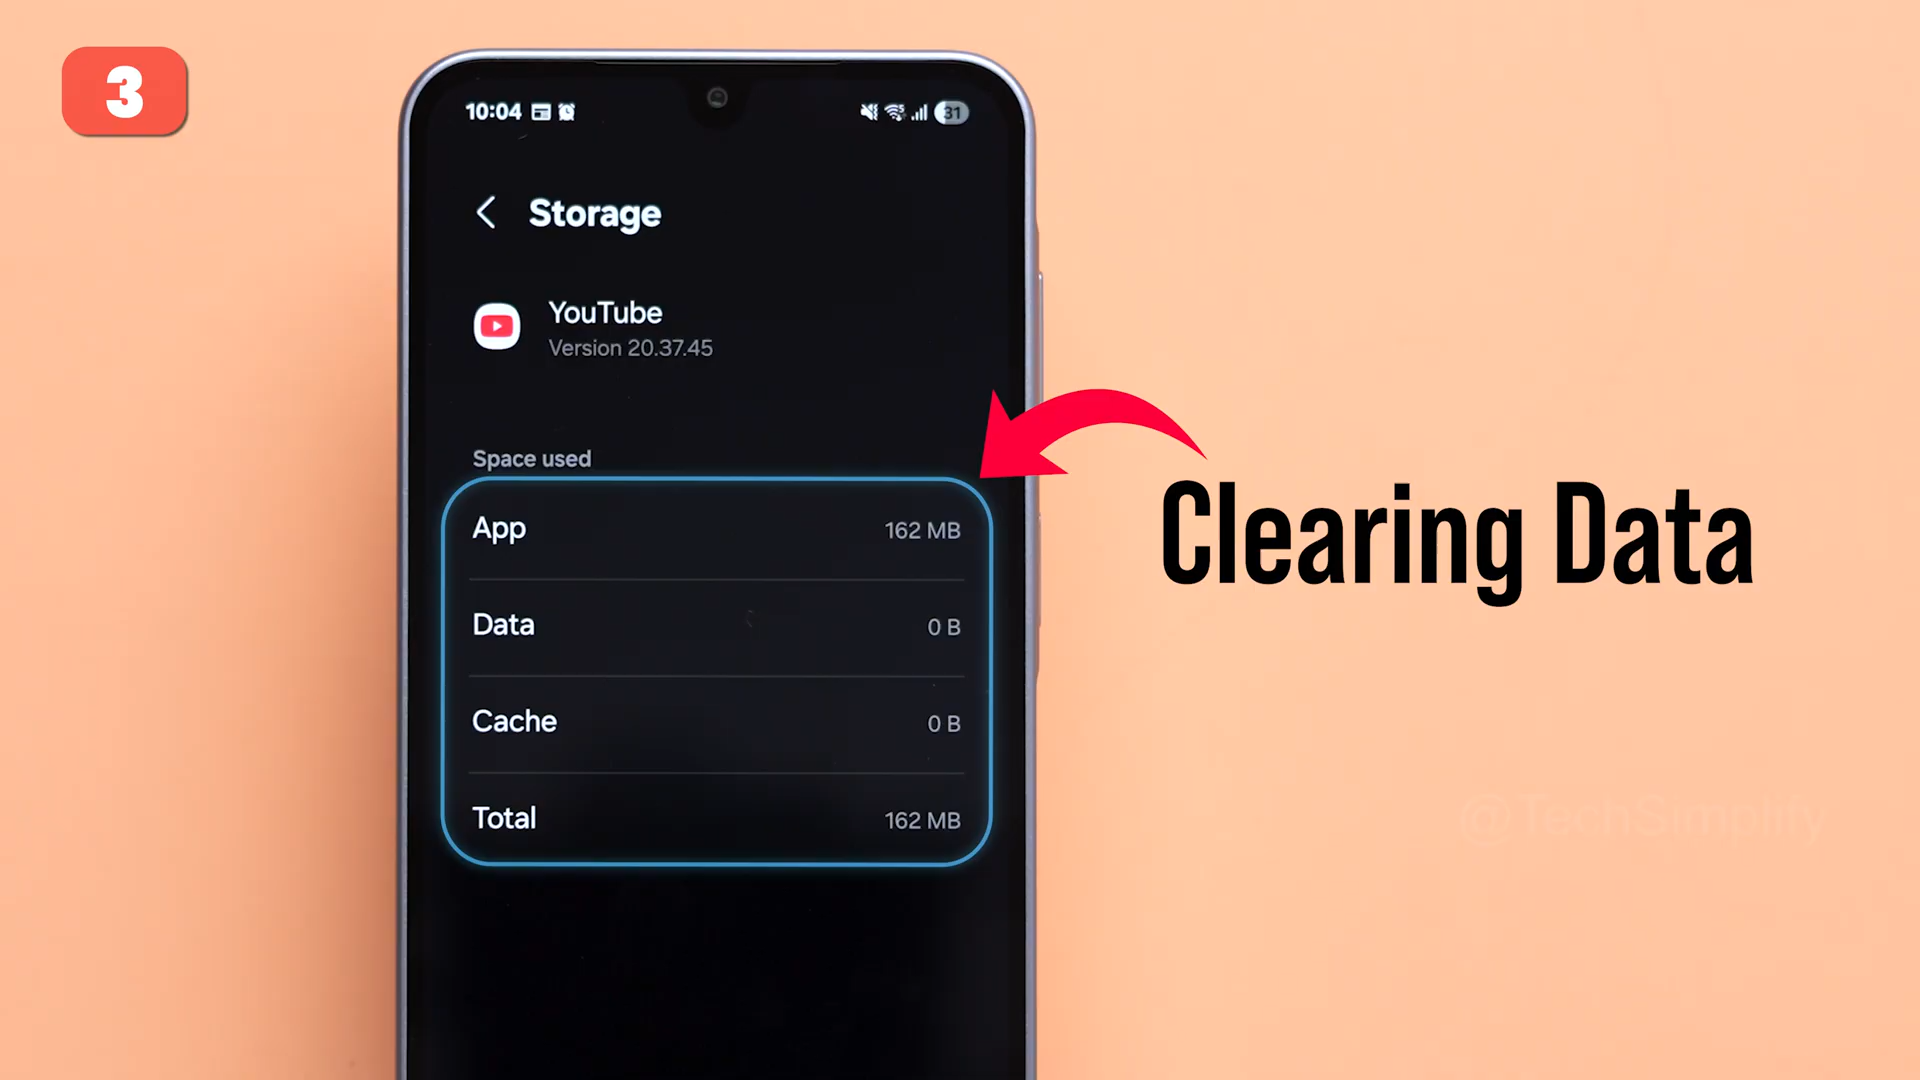 3
10:04
31
Storage
YouTube
Version 20.37.45
Space used
App 162 MB
Data 0 B
Cache 0 B
Total 162 MB
Clearing Data
@TechSimplify